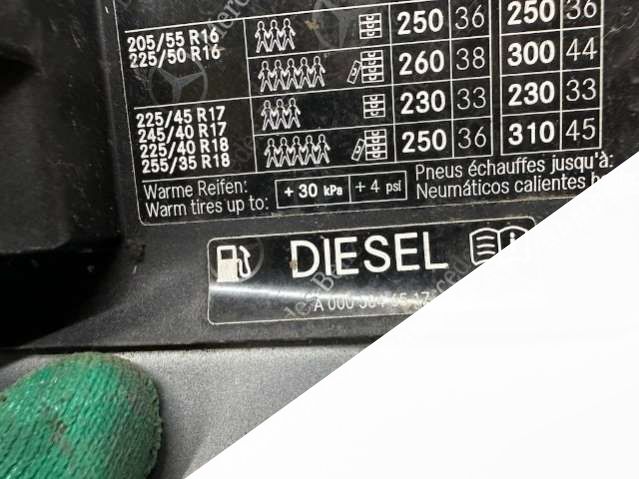 250 36 250 36
205/55 R16
225/50 R16
260 38 300 44
225/45 R17
245/40 R17
230 33 230 33
225/40 R18
255/35 R18
250 36 310 45
Warme Reifen:
Warm tires up to:
+ 30 kPa + 4 psi
Pneus échauffes jusqu'à:
Neumáticos calientes
DIESEL
A 000